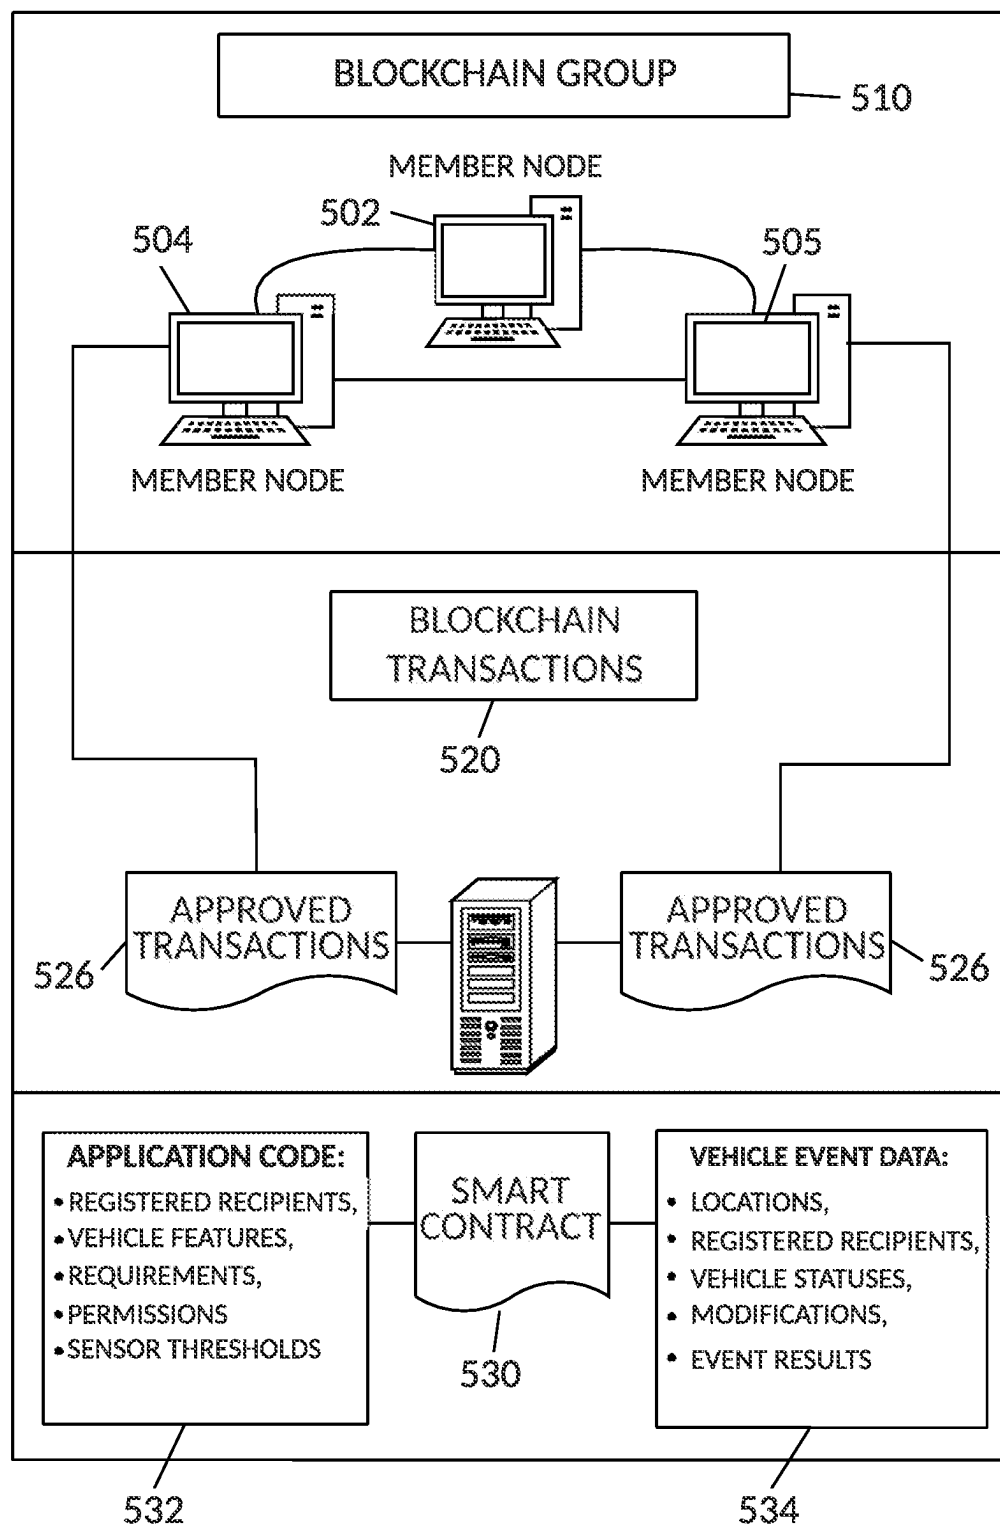 BLOCKCHAIN GROUP
510
MEMBER NODE
502
504
505
MEMBER NODE
MEMBER NODE
BLOCKCHAIN
TRANSACTIONS
520
APPROVED
TRANSACTIONS
526
APPROVED
TRANSACTIONS
526
APPLICATION CODE:
• REGISTERED RECIPIENTS,
• VEHICLE FEATURES,
• REQUIREMENTS,
• PERMISSIONS
• SENSOR THRESHOLDS
SMART
CONTRACT
530
VEHICLE EVENT DATA:
• LOCATIONS,
• REGISTERED RECIPIENTS,
• VEHICLE STATUSES,
• MODIFICATIONS,
• EVENT RESULTS
532
534